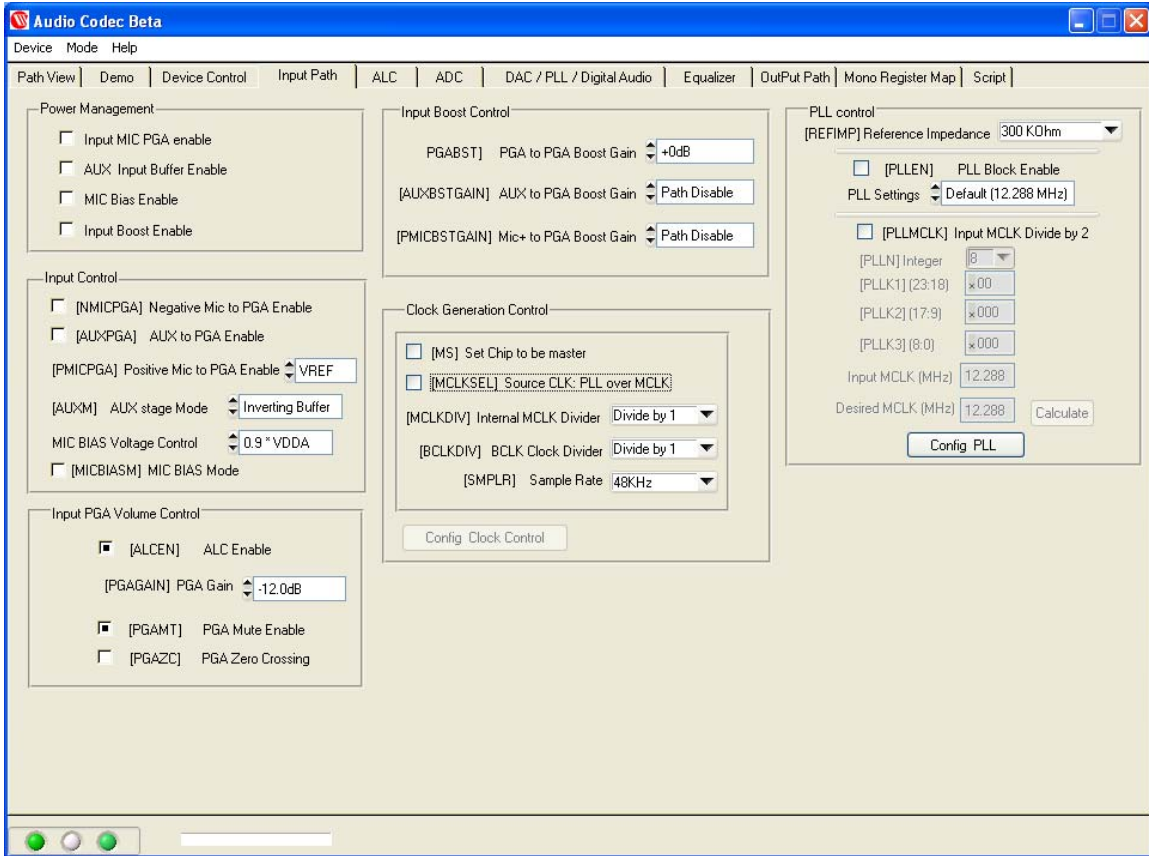 Audio Codec Beta
Device Mode Help
Path View Demo Device Control Input Path ALC ADC DAC / PLL / Digital Audio Equalizer OutPut Path Mono Register Map Script
Power Management
Input MIC PGA enable
AUX Input Buffer Enable
MIC Bias Enable
Input Boost Enable
Input Control
[NMICPGA] Negative Mic to PGA Enable
[AUXPGA] AUX to PGA Enable
[PMICPGA] Positive Mic to PGA Enable VREF
[AUXM] AUX stage Mode Inverting Buffer
MIC BIAS Voltage Control 0.9 * VDDA
[MICBIASM] MIC BIAS Mode
Input PGA Volume Control
[ALCEN] ALC Enable
[PGAGAIN] PGA Gain -12.0dB
[PGAMT] PGA Mute Enable
[PGAZC] PGA Zero Crossing
Input Boost Control
PGABST] PGA to PGA Boost Gain +0dB
[AUXBSTGAIN] AUX to PGA Boost Gain Path Disable
[PMICBSTGAIN] Mic+ to PGA Boost Gain Path Disable
Clock Generation Control
[MS] Set Chip to be master
[MCLKSEL] Source CLK: PLL over MCLK
[MCLKDIV] Internal MCLK Divider Divide by 1
[BCLKDIV] BCLK Clock Divider Divide by 1
[SMPLR] Sample Rate 48KHz
Config Clock Control
PLL control
[REFIMP] Reference Impedance 300 KOhm
[PLLEN] PLL Block Enable
PLL Settings Default (12.288 MHz)
[PLLMCLK] Input MCLK Divide by 2
[PLLN] Integer 8
[PLLK1] (23:18) x00
[PLLK2] (17:9) x000
[PLLK3] (8:0) x000
Input MCLK (MHz) 12.288
Desired MCLK (MHz) 12.288 Calculate
Config PLL